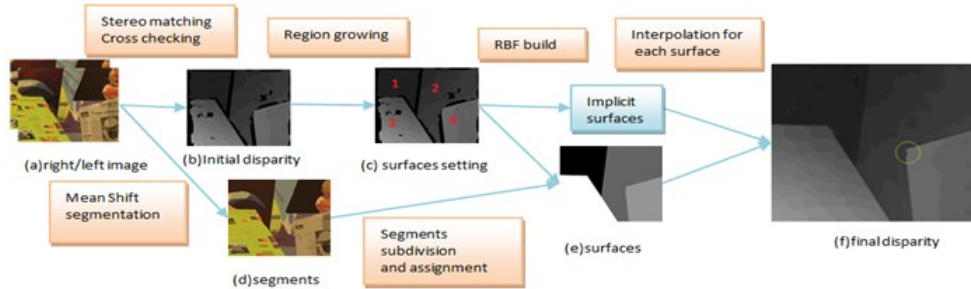 Stereo matching
Cross checking
Region growing
RBF build
Interpolation for
each surface
1
2
3
4
Implicit
surfaces
(a)right/left image
(b)Initial disparity
(c) surfaces setting
Mean Shift
segmentation
(d)segments
Segments
subdivision
and assignment
(e)surfaces
(f)final disparity